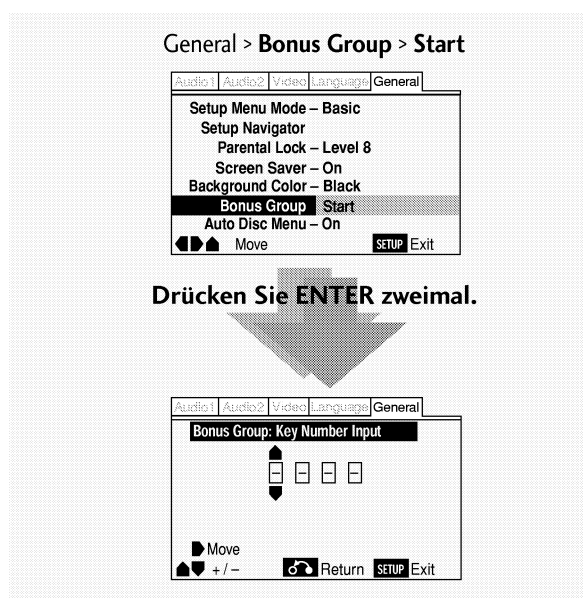 General > Bonus Group > Start
Audio1 Audio2 Video Language General
Setup Menu Mode – Basic
Setup Navigator
Parental Lock – Level 8
Screen Saver – On
Background Color – Black
Bonus Group Start
Auto Disc Menu – On
Move SETUP Exit
Drücken Sie ENTER zweimal.
Audio1 Audio2 Video Language General
Bonus Group: Key Number Input
– – – –
Move
+ / – Return SETUP Exit